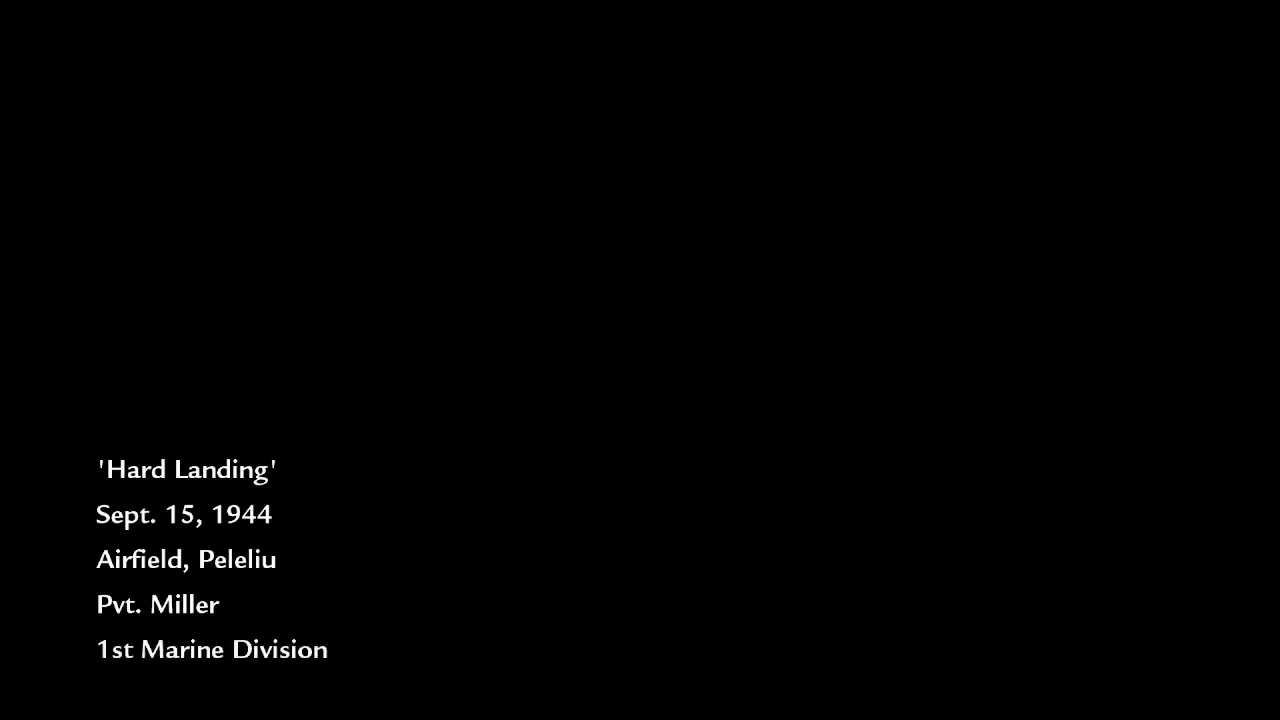 'Hard Landing'
Sept. 15, 1944
Airfield, Peleliu
Pvt. Miller
1st Marine Division